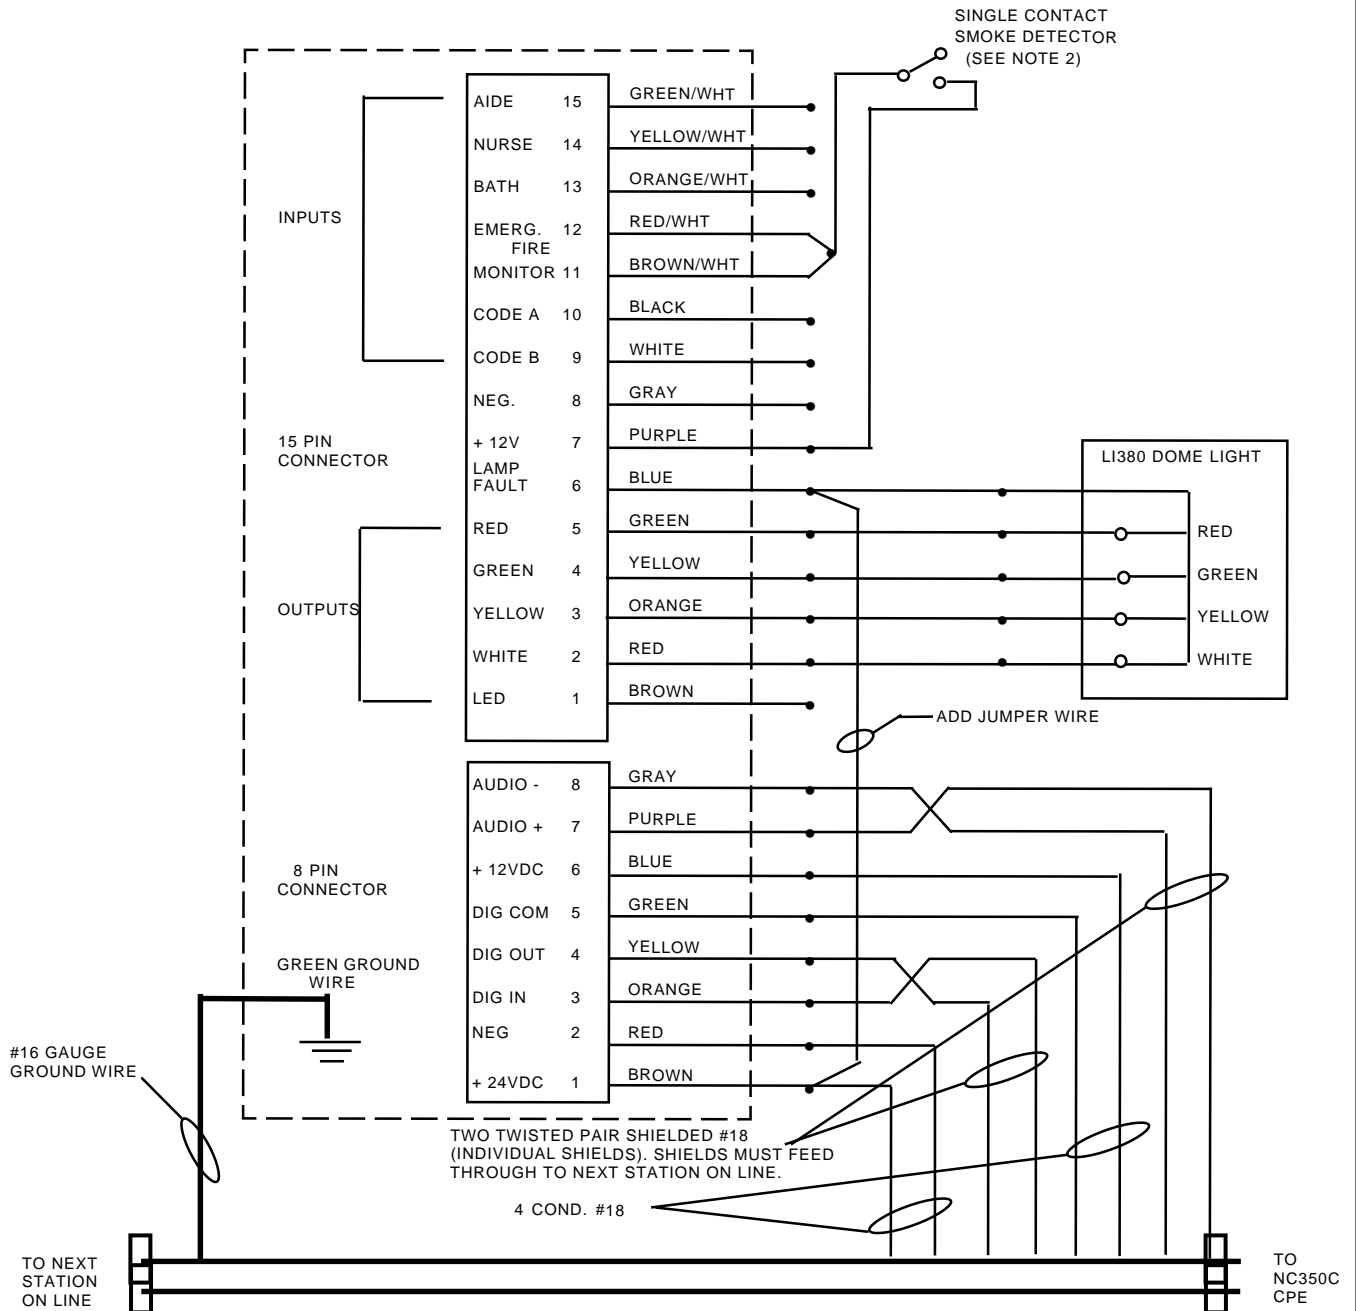 SINGLE CONTACT
SMOKE DETECTOR
(SEE NOTE 2)
AIDE 15 GREEN/WHT
NURSE 14 YELLOW/WHT
BATH 13 ORANGE/WHT
INPUTS
EMERG. 12 RED/WHT
FIRE
MONITOR 11 BROWN/WHT
CODE A 10 BLACK
CODE B 9 WHITE
NEG. 8 GRAY
15 PIN
CONNECTOR
+ 12V 7 PURPLE
LAMP
FAULT 6 BLUE
LI380 DOME LIGHT
RED 5 GREEN
RED
GREEN 4 YELLOW
GREEN
OUTPUTS
YELLOW 3 ORANGE
YELLOW
WHITE 2 RED
WHITE
LED 1 BROWN
ADD JUMPER WIRE
AUDIO - 8 GRAY
AUDIO + 7 PURPLE
8 PIN
CONNECTOR
+ 12VDC 6 BLUE
DIG COM 5 GREEN
DIG OUT 4 YELLOW
GREEN GROUND
WIRE
DIG IN 3 ORANGE
NEG 2 RED
+ 24VDC 1 BROWN
#16 GAUGE
GROUND WIRE
TWO TWISTED PAIR SHIELDED #18
(INDIVIDUAL SHIELDS). SHIELDS MUST FEED
THROUGH TO NEXT STATION ON LINE.
4 COND. #18
TO NEXT
STATION
ON LINE
TO
NC350C
CPE